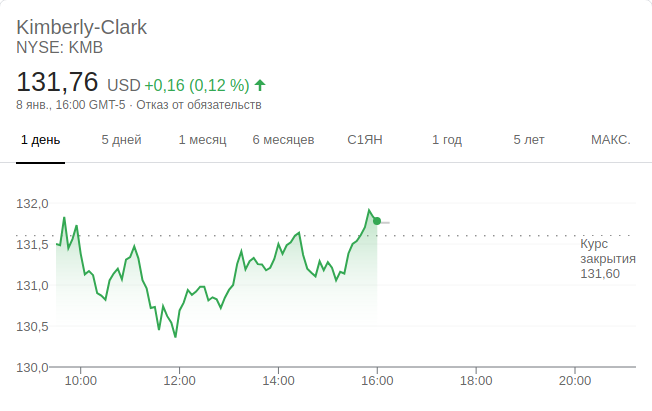 Kimberly-Clark
NYSE: KMB
131,76 USD +0,16 (0,12 %)
8 янв., 16:00 GMT-5 · Отказ от обязательств
1 день 5 дней 1 месяц 6 месяцев С1ЯН 1 год 5 лет МАКС.
132,0
131,5
Курс
закрытия
131,60
131,0
130,5
130,0
10:00 12:00 14:00 16:00 18:00 20:00